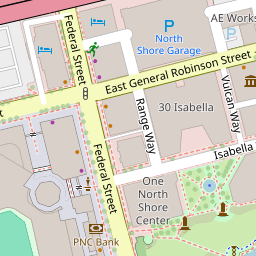 AE Works
P
P
North
Shore Garage
Federal Street
East General Robinson Street
30 Isabella
Range Way
Vulcan Way
Isabella
Federal Street
One
North
Shore
Center
PNC Bank